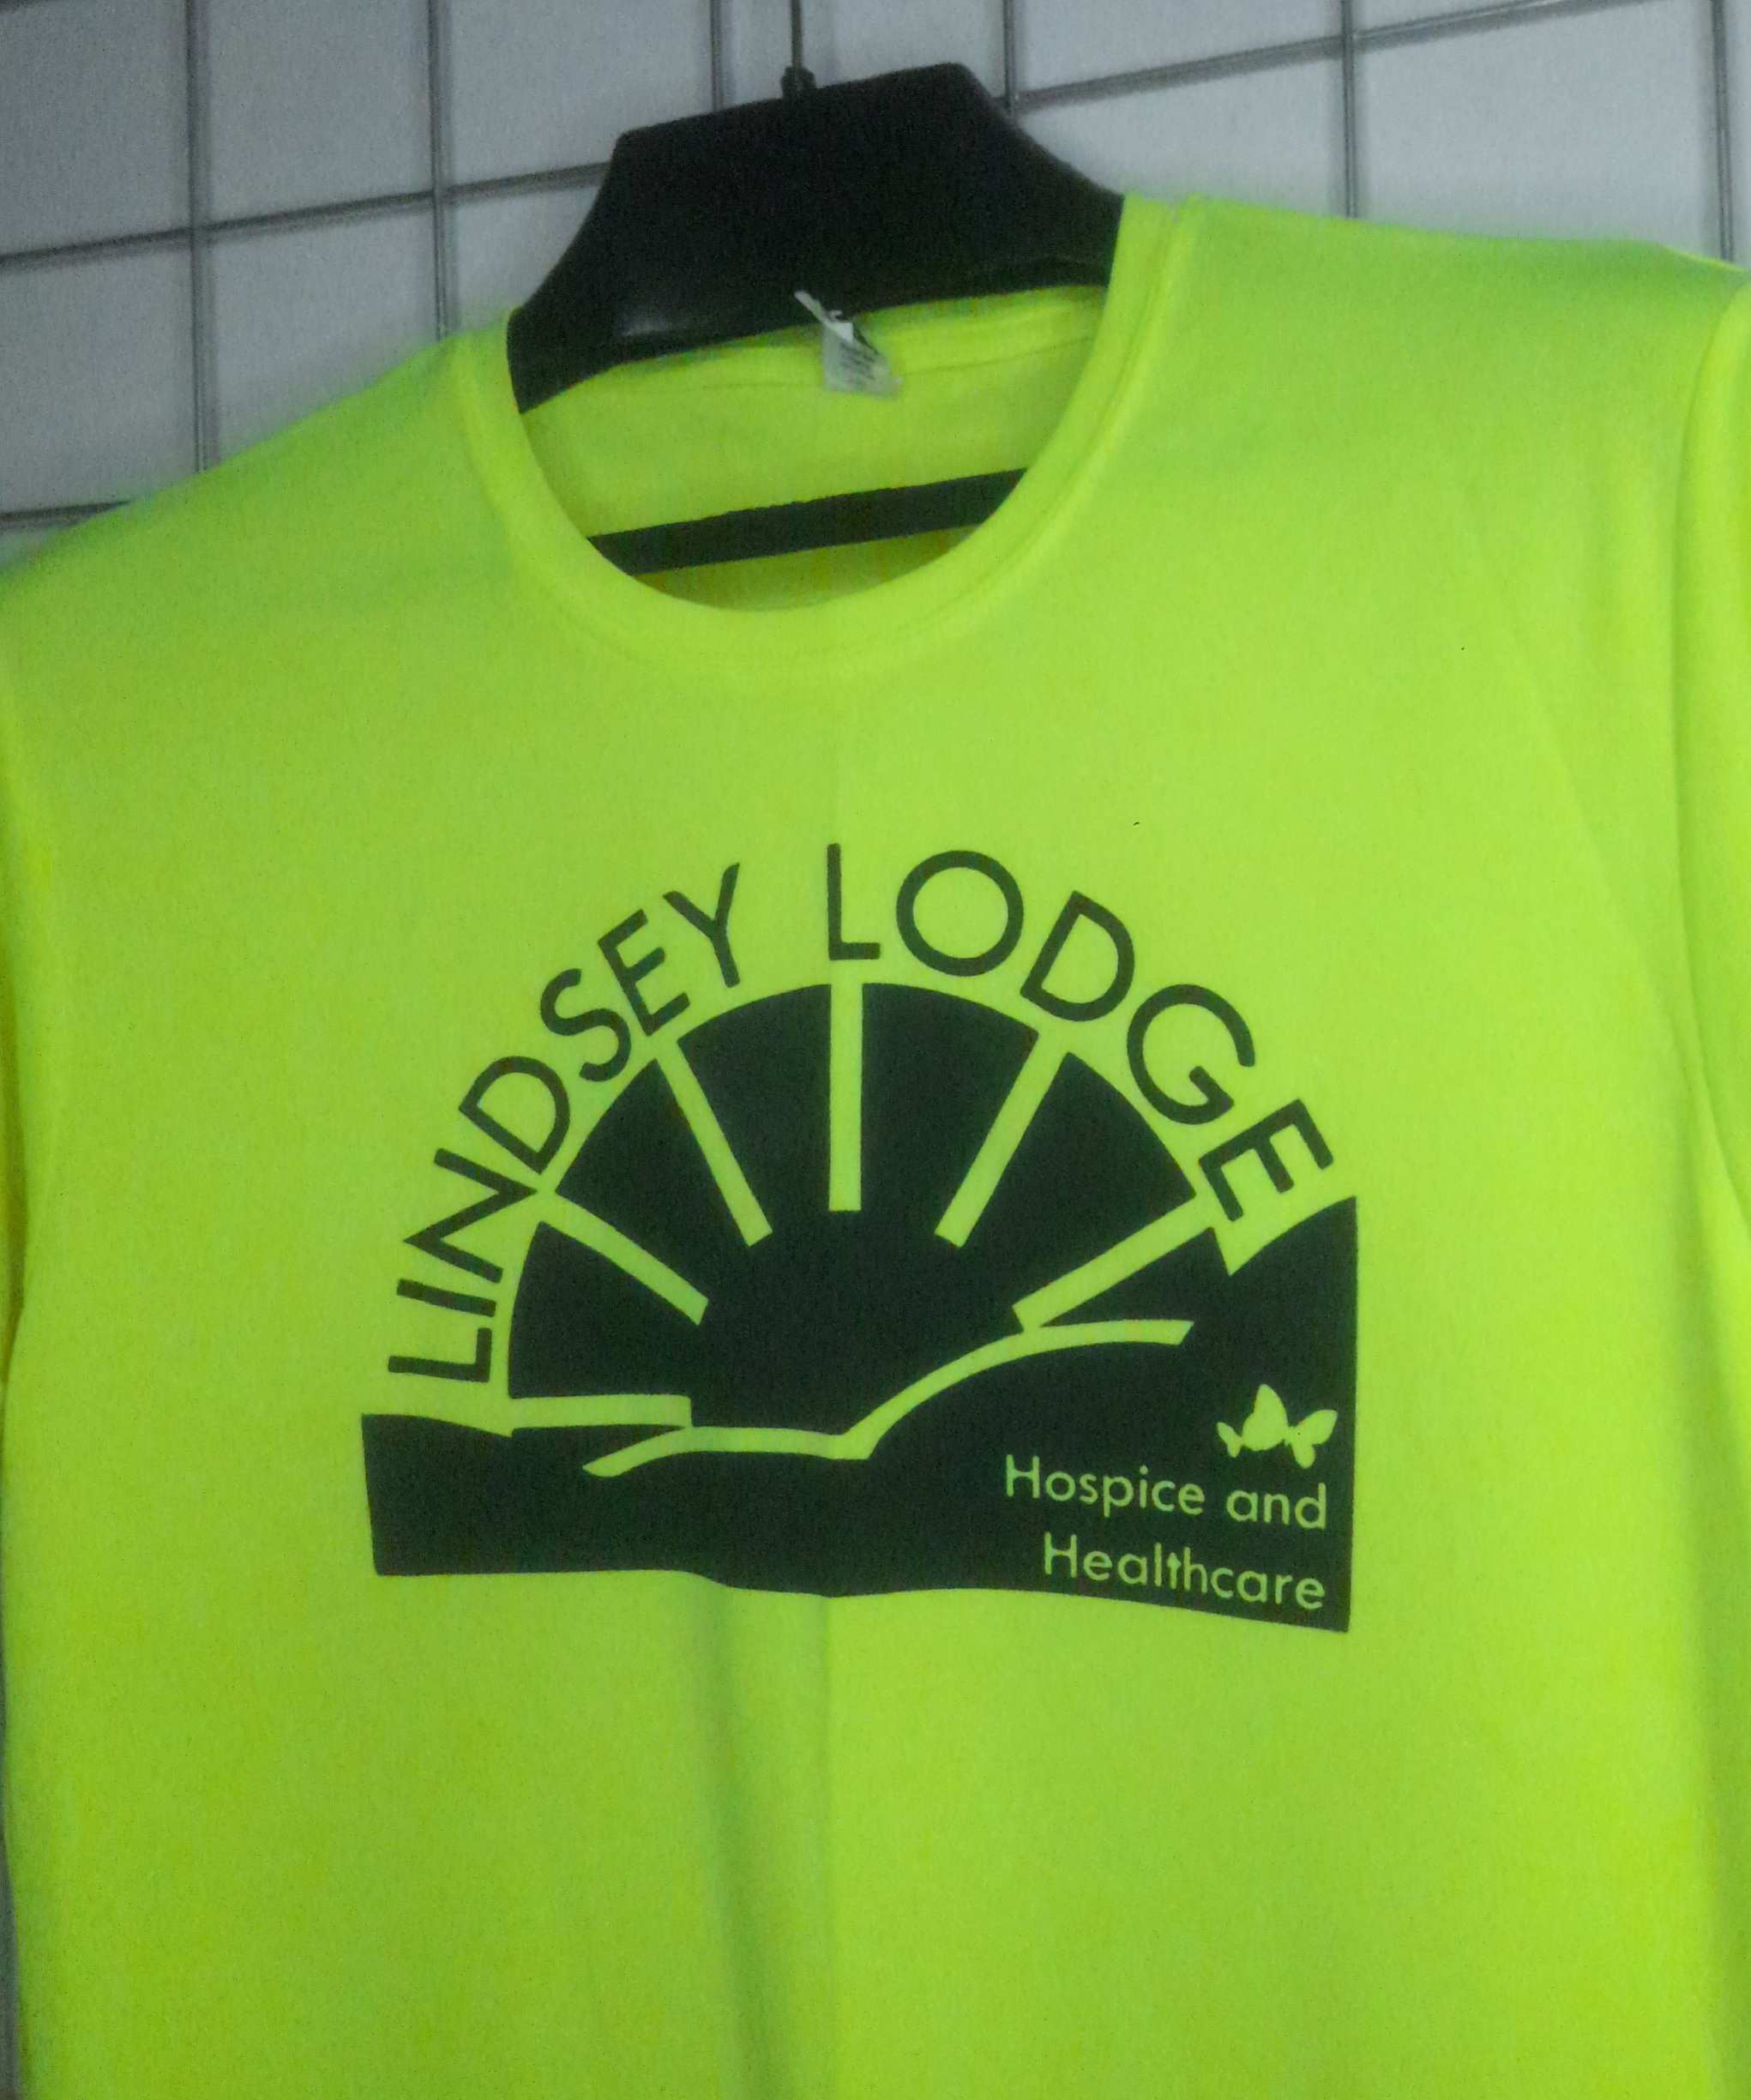 LINDSEY LODGE
Hospice and
Healthcare